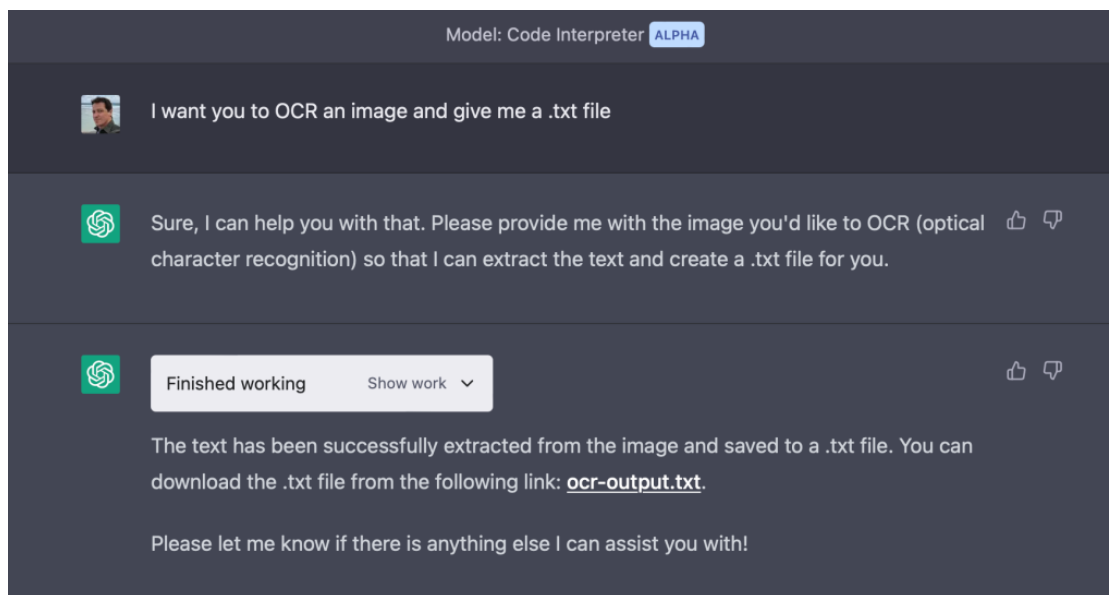 Model: Code Interpreter ALPHA
I want you to OCR an image and give me a .txt file
Sure, I can help you with that. Please provide me with the image you'd like to OCR (optical
character recognition) so that I can extract the text and create a .txt file for you.
Finished working Show work
The text has been successfully extracted from the image and saved to a .txt file. You can
download the .txt file from the following link: ocr-output.txt.
Please let me know if there is anything else I can assist you with!